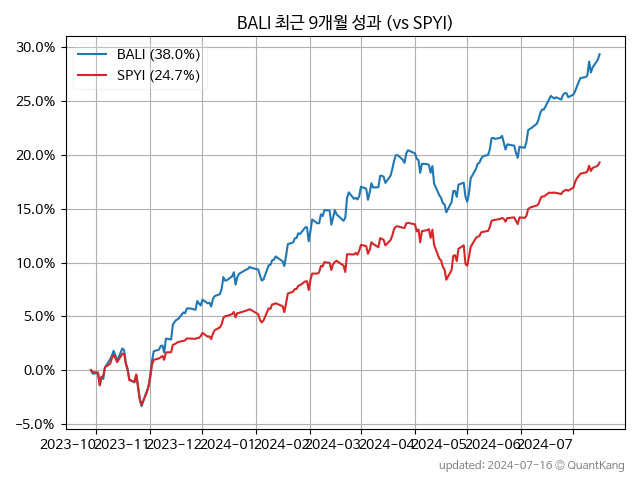 BALI 최근 9개월 성과 (vs SPYI)
BALI (38.0%)
SPYI (24.7%)
30.0%
25.0%
20.0%
15.0%
10.0%
5.0%
0.0%
−5.0%
2023-10 2023-11 2023-12 2024-01 2024-02 2024-03 2024-04 2024-05 2024-06 2024-07
updated: 2024-07-16 © QuantKang